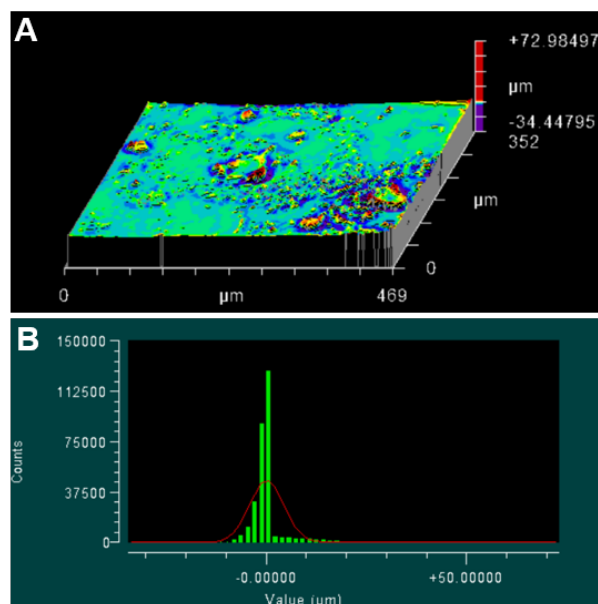 A
+72.98497
µm
-34.44795
352
µm
0
0
µm
469
B
150000
112500
75000
37500
0
Counts
-0.00000
+50.00000
Value (µm)